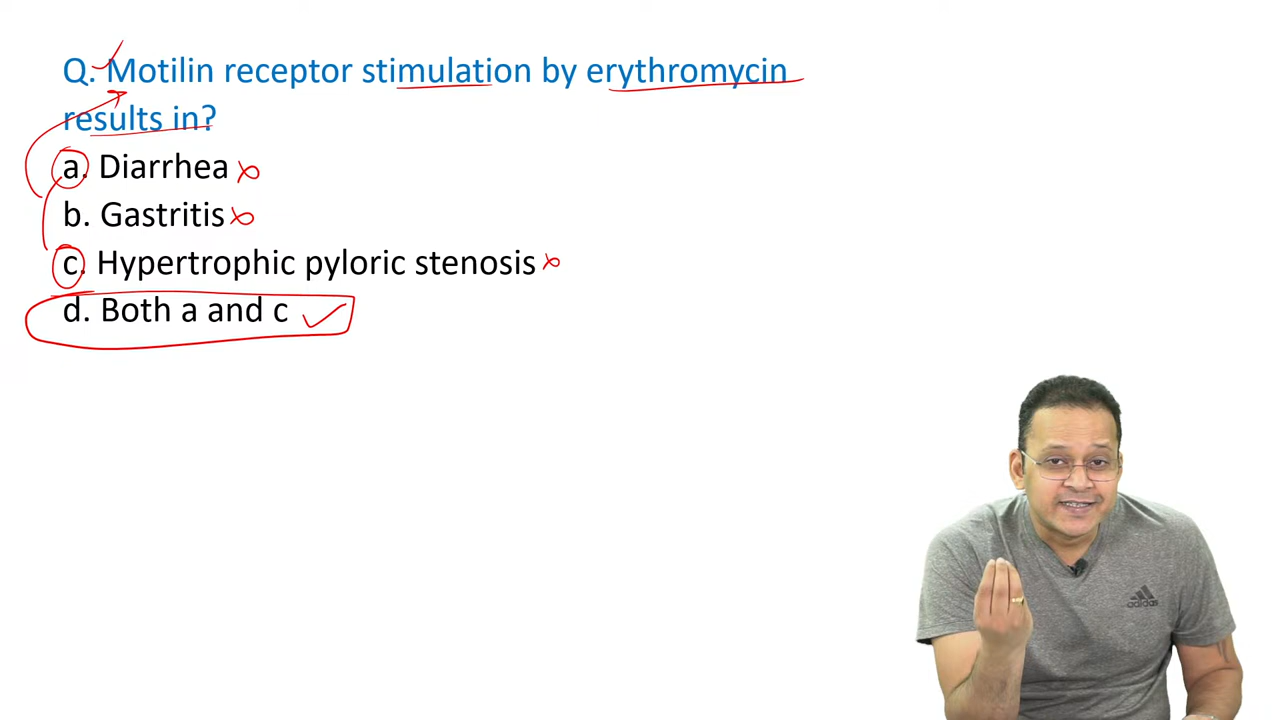 Q. Motilin receptor stimulation by erythromycin
results in?
a. Diarrhea
b. Gastritis
c. Hypertrophic pyloric stenosis
d. Both a and c
adidas